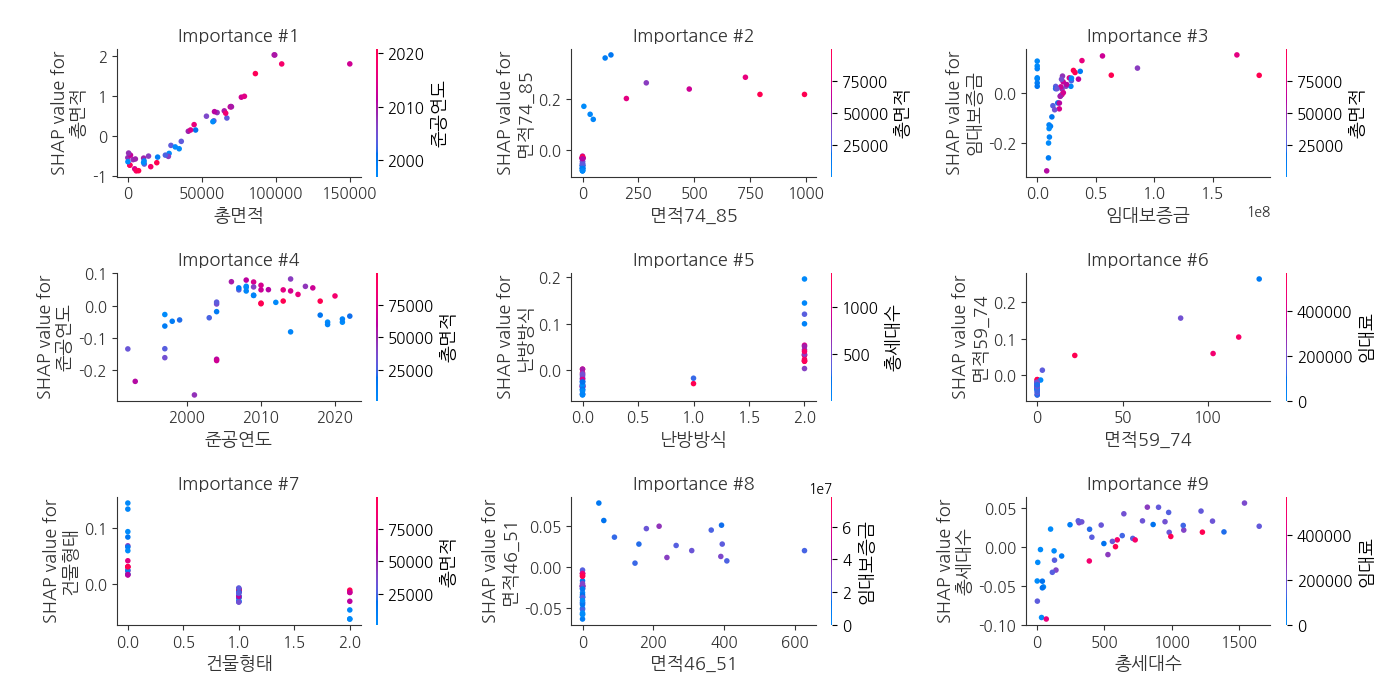 Importance #1
SHAP value for
총면적
2
1
0
-1
0
50000
100000
150000
총면적
2020
2010
2000
준공연도
Importance #2
SHAP value for
면적74_85
0.2
0.0
0
250
500
750
1000
면적74_85
75000
50000
25000
총면적
Importance #3
SHAP value for
임대보증금
0.0
-0.2
0.0
0.5
1.0
1.5
1e8
임대보증금
75000
50000
25000
총면적
Importance #4
SHAP value for
준공연도
0.1
0.0
-0.1
-0.2
2000
2010
2020
준공연도
75000
50000
25000
총면적
Importance #5
SHAP value for
난방방식
0.2
0.1
0.0
0.0
0.5
1.0
1.5
2.0
난방방식
1000
500
총세대수
Importance #6
SHAP value for
면적59_74
0.2
0.0
0
50
100
면적59_74
400000
200000
0
임대료
Importance #7
SHAP value for
건물형태
0.1
0.0
0.0
0.5
1.0
1.5
2.0
건물형태
75000
50000
25000
총면적
Importance #8
SHAP value for
면적46_51
0.05
0.00
-0.05
0
200
400
600
면적46_51
1e7
6
4
2
0
임대보증금
Importance #9
SHAP value for
총세대수
0.05
0.00
-0.05
-0.10
0
500
1000
1500
총세대수
400000
200000
0
임대료